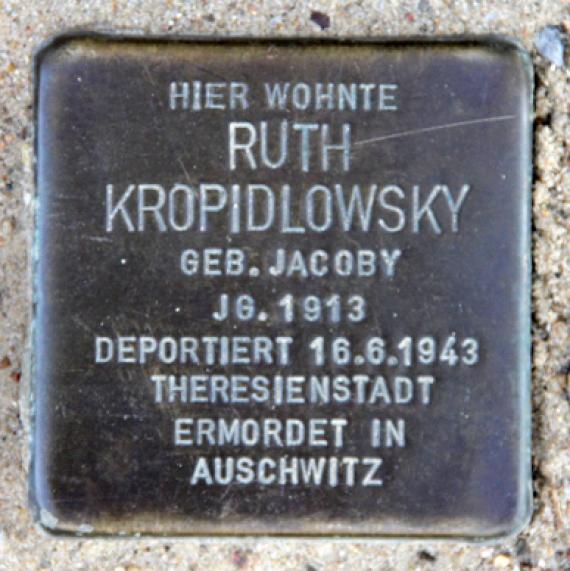 HIER WOHNTE
RUTH
KROPIDLOWSKY
GEB. JACOBY
JG. 1913
DEPORTIERT 16.6.1943
THERESIENSTADT
ERMORDET IN
AUSCHWITZ